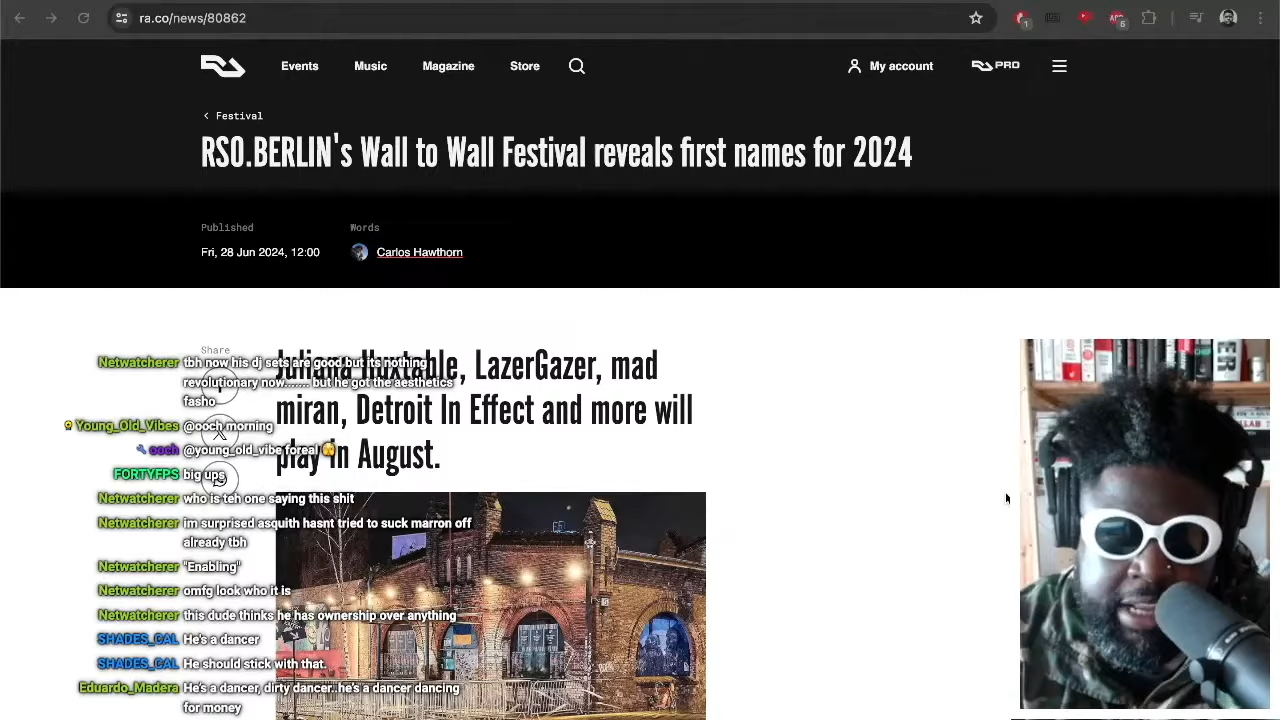 ra.co/news/80862
1
5
Events
Music
Magazine
Store
My account
PRO
Festival
RSO.BERLIN's Wall to Wall Festival reveals first names for 2024
Published
Words
Fri, 28 Jun 2024, 12:00
Carlos Hawthorn
Share
Juliana Huxtable, LazerGazer, mad
miran, Detroit In Effect and more will
play in August.
Netwatcherer tbh now his dj sets are good but its nothing
revolutionary now....... but he got the aesthetics
fasho
Young_Old_Vibes @ooch morning
ooch @young_old_vibe foreal
FORTYFPS big ups
Netwatcherer who is teh one saying this shit
Netwatcherer im surprised asquith hasnt tried to suck marron off
already tbh
Netwatcherer "Enabling"
Netwatcherer omfg look who it is
Netwatcherer this dude thinks he has ownership over anything
SHADES_CAL He's a dancer
SHADES_CAL He should stick with that.
Eduardo_Madera He's a dancer, dirty dancer..he's a dancer dancing
for money